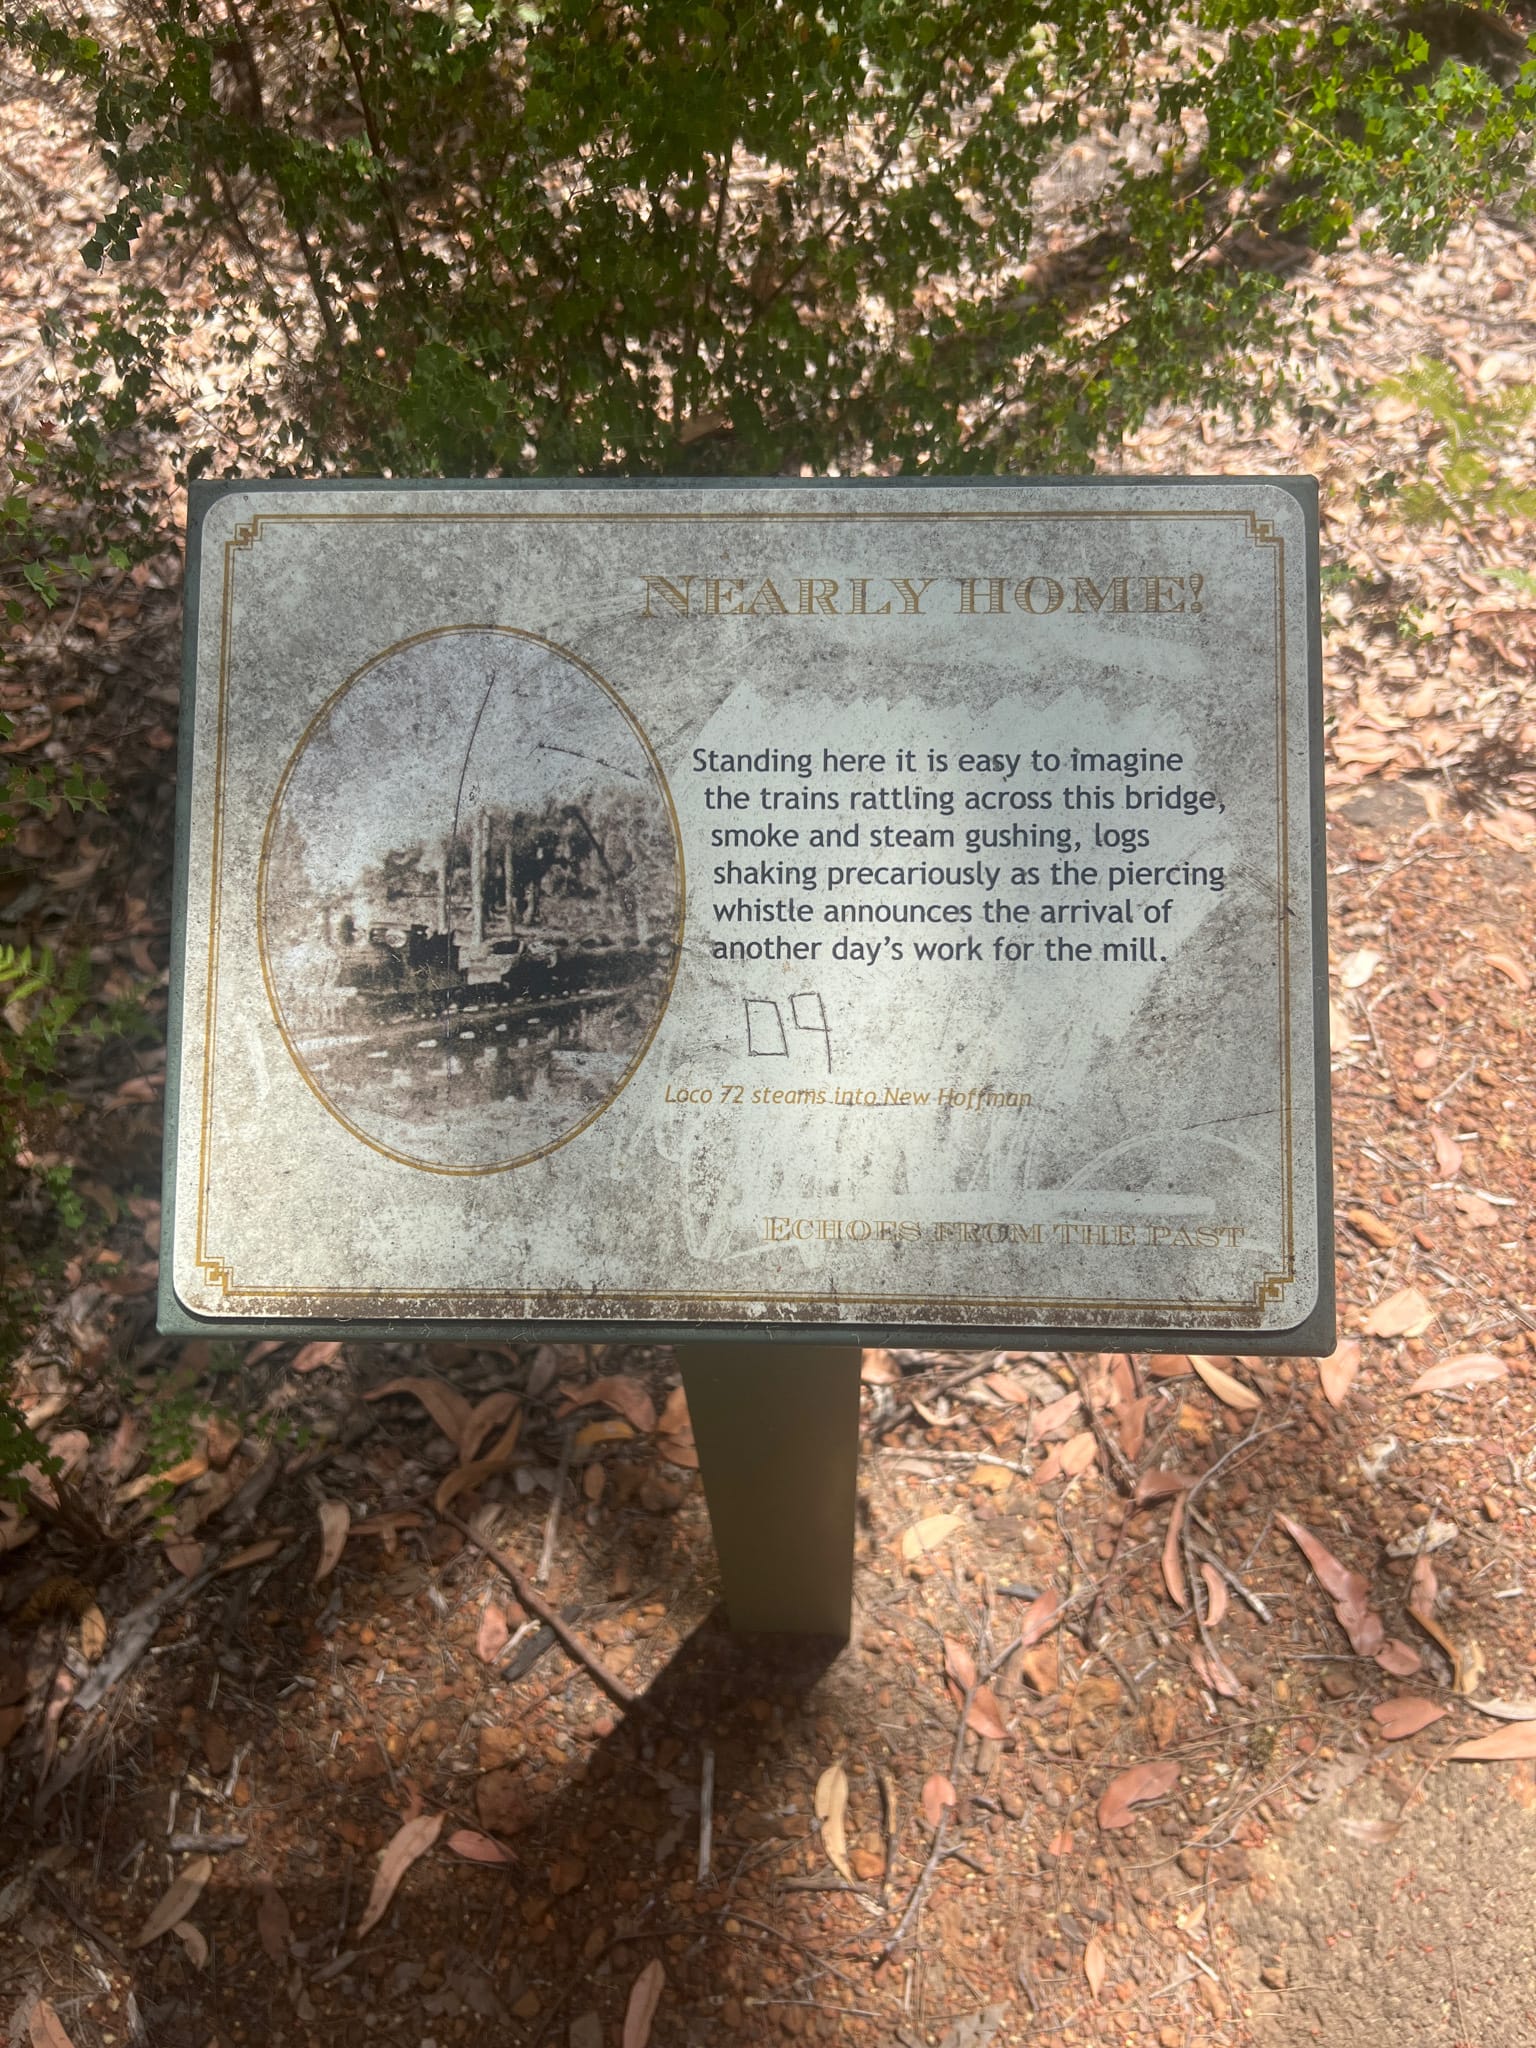 NEARLY HOME!
Standing here it is easy to imagine
the trains rattling across this bridge,
smoke and steam gushing, logs
shaking precariously as the piercing
whistle announces the arrival of
another day's work for the mill.
09
Loco 72 steams into New Hoffman
ECHOES FROM THE PAST